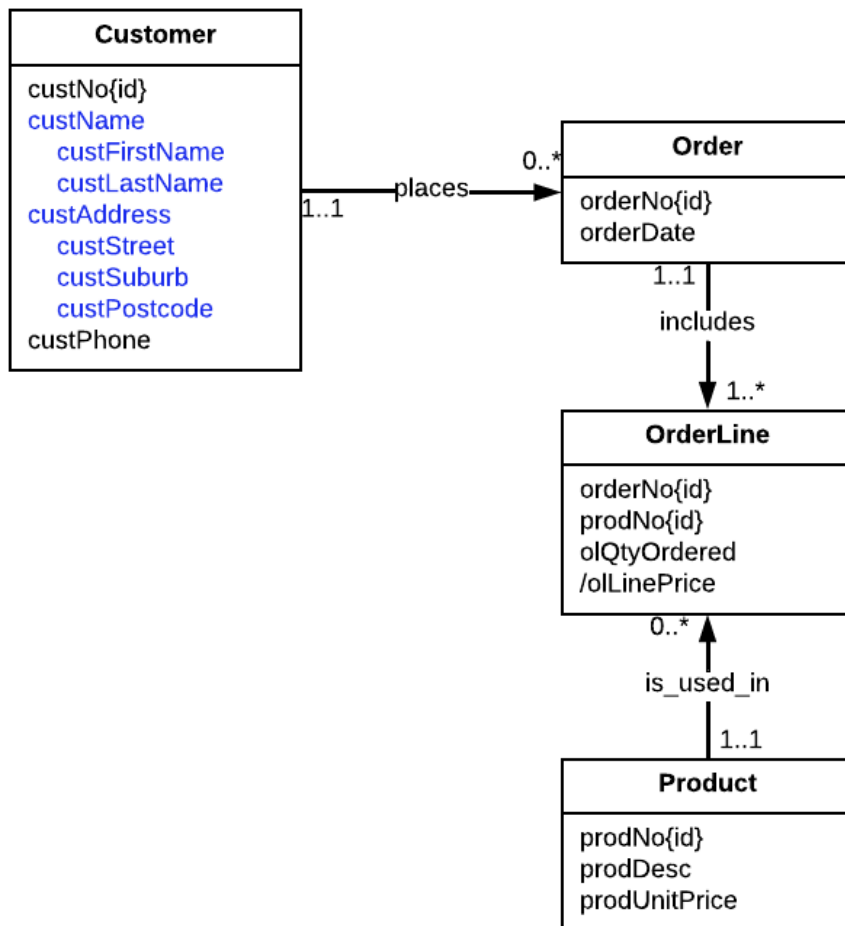 Customer
custNo{id}
custName
custFirstName
custLastName
custAddress
custStreet
custSuburb
custPostcode
custPhone
1..1
places
0..*
Order
orderNo{id}
orderDate
1..1
includes
1..*
OrderLine
orderNo{id}
prodNo{id}
olQtyOrdered
/olLinePrice
0..*
is_used_in
1..1
Product
prodNo{id}
prodDesc
prodUnitPrice